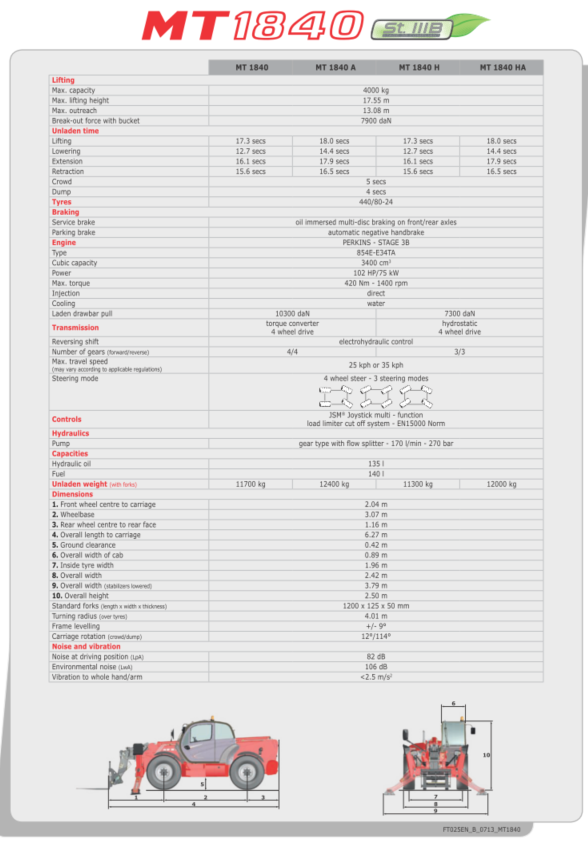 MT1840 St. IIIB
MT 1840 MT 1840 A MT 1840 H MT 1840 HA
Lifting
Max. capacity 4000 kg
Max. lifting height 17.55 m
Max. outreach 13.08 m
Break-out force with bucket 7900 daN
Unladen time
Lifting 17.3 secs 18.0 secs 17.3 secs 18.0 secs
Lowering 12.7 secs 14.4 secs 12.7 secs 14.4 secs
Extension 16.1 secs 17.9 secs 16.1 secs 17.9 secs
Retraction 15.6 secs 16.5 secs 15.6 secs 16.5 secs
Crowd 5 secs
Dump 4 secs
Tyres 440/80-24
Braking
Service brake oil immersed multi-disc braking on front/rear axles
Parking brake automatic negative handbrake
Engine PERKINS - STAGE 3B
Type 854E-E34TA
Cubic capacity 3400 cm³
Power 102 HP/75 kW
Max. torque 420 Nm - 1400 rpm
Injection direct
Cooling water
Laden drawbar pull 10300 daN 7300 daN
Transmission torque converter hydrostatic
4 wheel drive 4 wheel drive
Reversing shift electrohydraulic control
Number of gears (forward/reverse) 4/4 3/3
Max. travel speed 25 kph or 35 kph
(may vary according to applicable regulations)
Steering mode 4 wheel steer - 3 steering modes
Controls JSM® Joystick multi - function
load limiter cut off system - EN15000 Norm
Hydraulics
Pump gear type with flow splitter - 170 l/min - 270 bar
Capacities
Hydraulic oil 135 l
Fuel 140 l
Unladen weight (with forks) 11700 kg 12400 kg 11300 kg 12000 kg
Dimensions
1. Front wheel centre to carriage 2.04 m
2. Wheelbase 3.07 m
3. Rear wheel centre to rear face 1.16 m
4. Overall length to carriage 6.27 m
5. Ground clearance 0.42 m
6. Overall width of cab 0.89 m
7. Inside tyre width 1.96 m
8. Overall width 2.42 m
9. Overall width (stabilizers lowered) 3.79 m
10. Overall height 2.50 m
Standard forks (length x width x thickness) 1200 x 125 x 50 mm
Turning radius (over tyres) 4.01 m
Frame levelling +/- 9°
Carriage rotation (crowd/dump) 12°/114°
Noise and vibration
Noise at driving position (LpA) 82 dB
Environmental noise (LwA) 106 dB
Vibration to whole hand/arm <2.5 m/s²
6
10
5
1 2 3
4
7
8
9
FT025EN_B_0713_MT1840